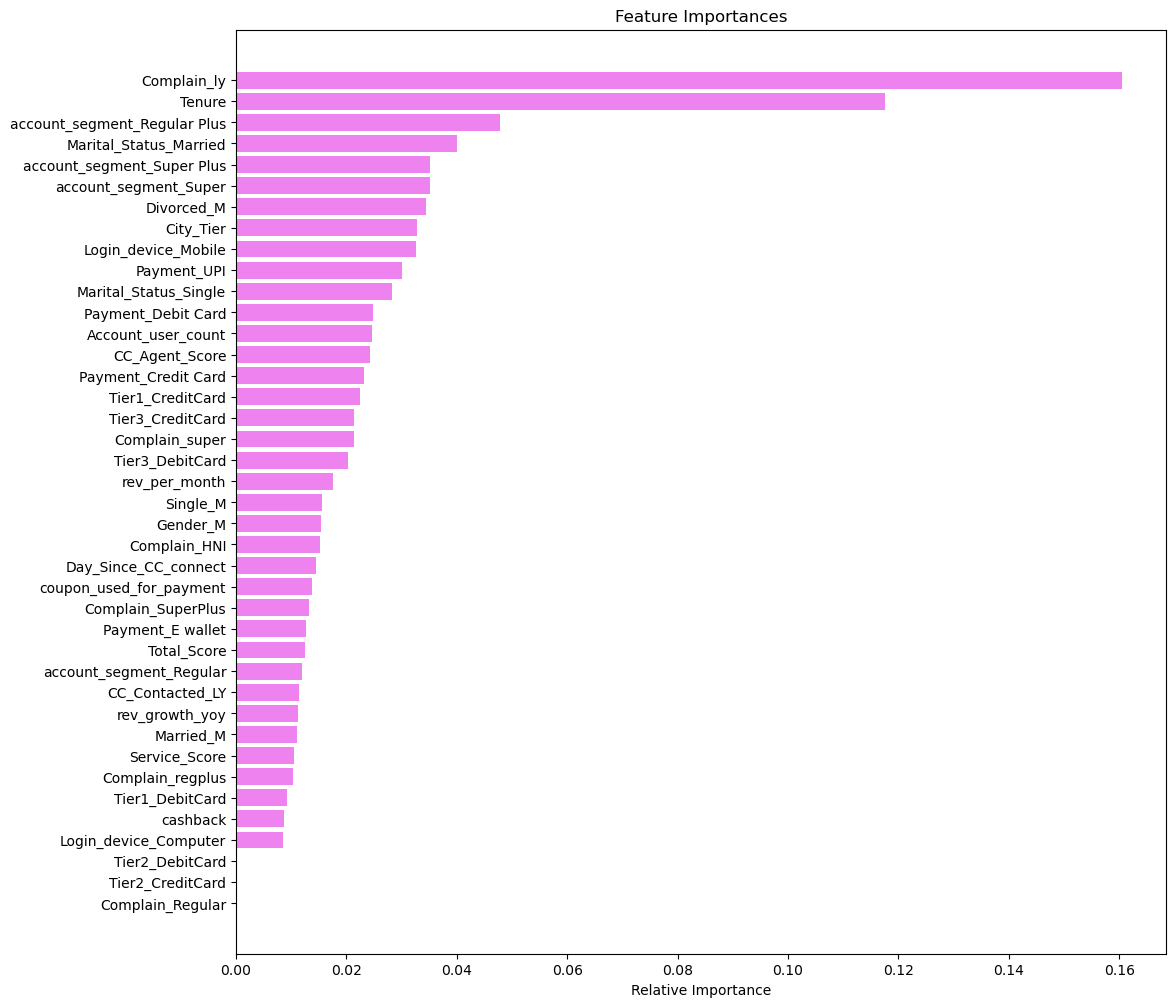 Feature Importances
Complain_ly
Tenure
account_segment_Regular Plus
Marital_Status_Married
account_segment_Super Plus
account_segment_Super
Divorced_M
City_Tier
Login_device_Mobile
Payment_UPI
Marital_Status_Single
Payment_Debit Card
Account_user_count
CC_Agent_Score
Payment_Credit Card
Tier1_CreditCard
Tier3_CreditCard
Complain_super
Tier3_DebitCard
rev_per_month
Single_M
Gender_M
Complain_HNI
Day_Since_CC_connect
coupon_used_for_payment
Complain_SuperPlus
Payment_E wallet
Total_Score
account_segment_Regular
CC_Contacted_LY
rev_growth_yoy
Married_M
Service_Score
Complain_regplus
Tier1_DebitCard
cashback
Login_device_Computer
Tier2_DebitCard
Tier2_CreditCard
Complain_Regular
0.00 0.02 0.04 0.06 0.08 0.10 0.12 0.14 0.16
Relative Importance